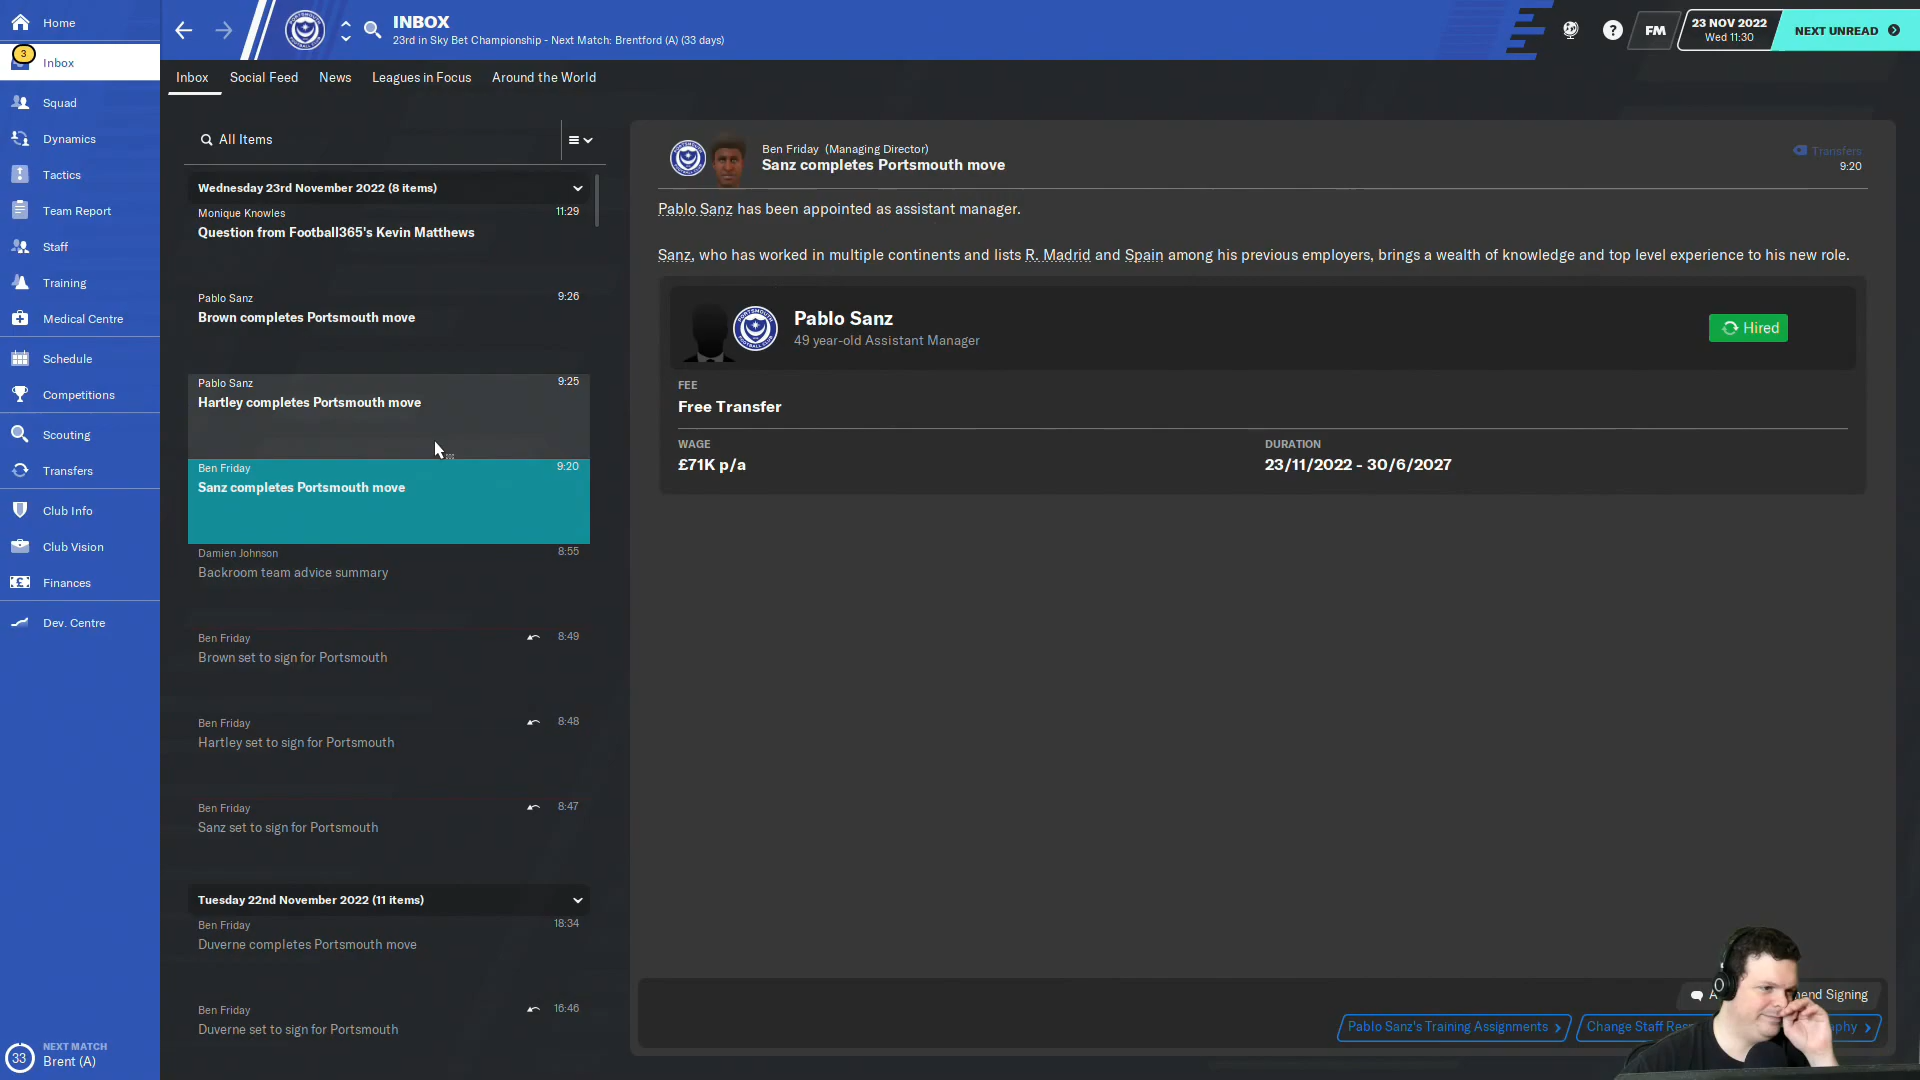 Home
3
Inbox
Squad
Dynamics
Tactics
Team Report
Staff
Training
Medical Centre
Schedule
Competitions
Scouting
Transfers
Club Info
Club Vision
Finances
Dev. Centre
33
NEXT MATCH
Brent (A)
INBOX
23rd in Sky Bet Championship - Next Match: Brentford (A) (33 days)
?
FM
23 NOV 2022
Wed 11:30
NEXT UNREAD
Inbox
Social Feed
News
Leagues in Focus
Around the World
All Items
Wednesday 23rd November 2022 (8 items)
Monique Knowles
11:29
Question from Football365's Kevin Matthews
Pablo Sanz
9:26
Brown completes Portsmouth move
Pablo Sanz
9:25
Hartley completes Portsmouth move
Ben Friday
9:20
Sanz completes Portsmouth move
Damien Johnson
8:55
Backroom team advice summary
Ben Friday
8:49
Brown set to sign for Portsmouth
Ben Friday
8:48
Hartley set to sign for Portsmouth
Ben Friday
8:47
Sanz set to sign for Portsmouth
Tuesday 22nd November 2022 (11 items)
Ben Friday
18:34
Duverne completes Portsmouth move
Ben Friday
16:46
Duverne set to sign for Portsmouth
Ben Friday (Managing Director)
Sanz completes Portsmouth move
Transfers
9:20
Pablo Sanz has been appointed as assistant manager.
Sanz, who has worked in multiple continents and lists R. Madrid and Spain among his previous employers, brings a wealth of knowledge and top level experience to his new role.
Pablo Sanz
49 year-old Assistant Manager
Hired
FEE
Free Transfer
WAGE
£71K p/a
DURATION
23/11/2022 - 30/6/2027
Signing
Pablo Sanz's Training Assignments
Change Staff